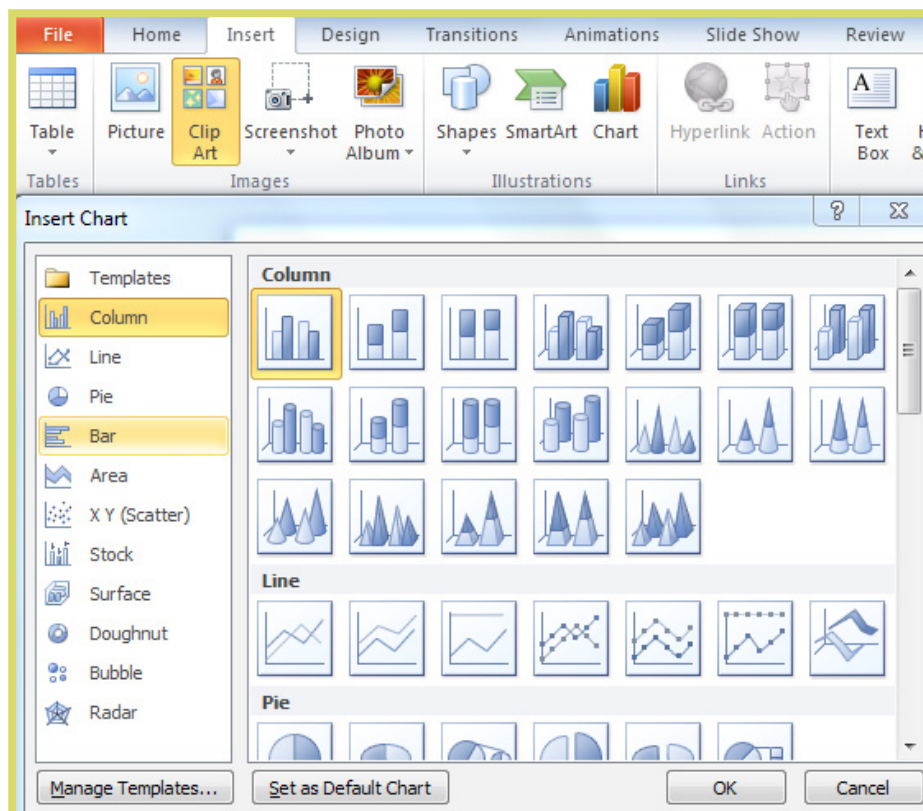 File Home Insert Design Transitions Animations Slide Show Review
Table Picture Clip Art Screenshot Photo Album Shapes SmartArt Chart Hyperlink Action Text Box
Tables Images Illustrations Links
Insert Chart
Templates
Column
Line
Pie
Bar
Area
X Y (Scatter)
Stock
Surface
Doughnut
Bubble
Radar
Column
Line
Pie
Manage Templates... Set as Default Chart OK Cancel